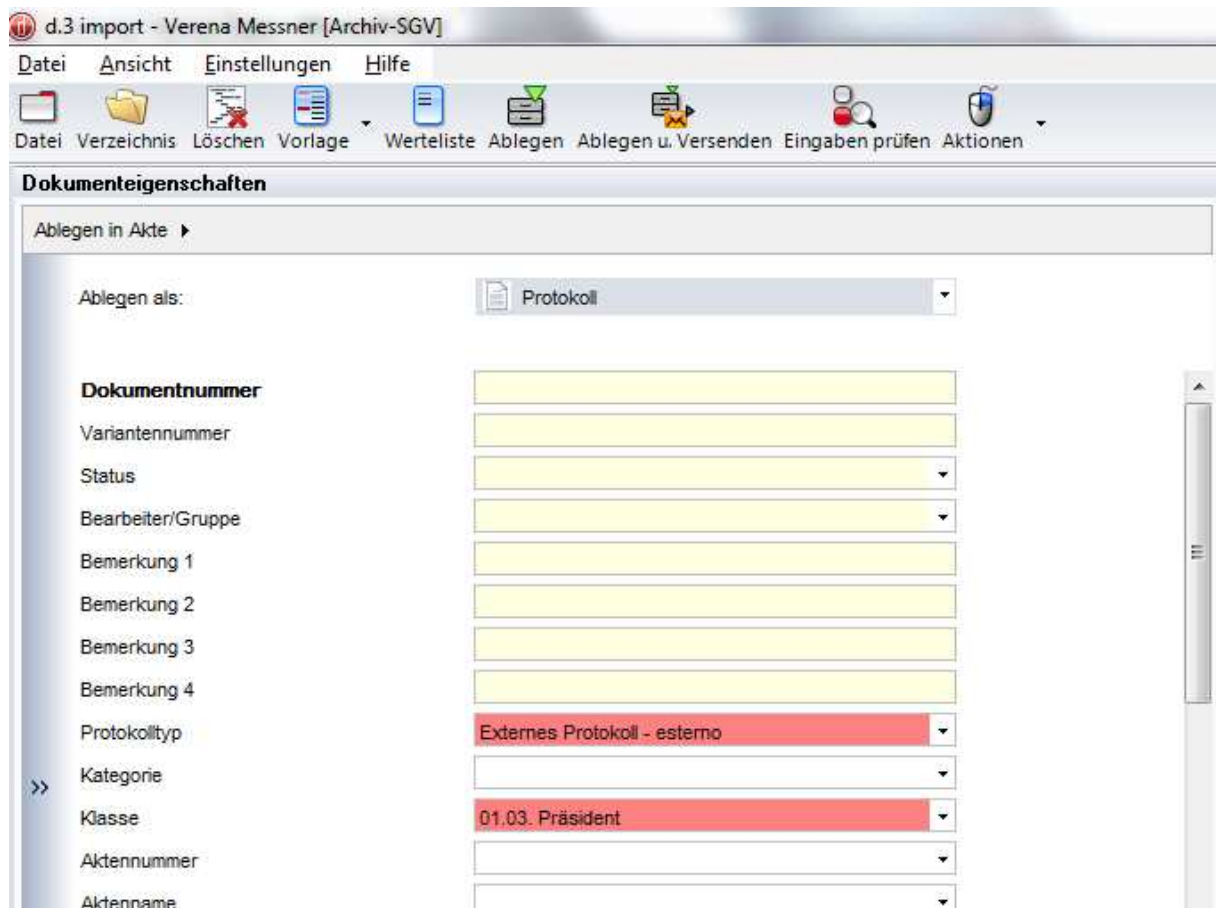 d.3 import - Verena Messner [Archiv-SGV]
Datei Ansicht Einstellungen Hilfe
Datei Verzeichnis Löschen Vorlage Werteliste Ablegen Ablegen u. Versenden Eingaben prüfen Aktionen
Dokumenteigenschaften
Ablegen in Akte
Ablegen als: Protokoll
Dokumentnummer
Variantennummer
Status
Bearbeiter/Gruppe
Bemerkung 1
Bemerkung 2
Bemerkung 3
Bemerkung 4
Protokolltyp Externes Protokoll - esterno
Kategorie
Klasse 01.03. Präsident
Aktennummer
Aktenname